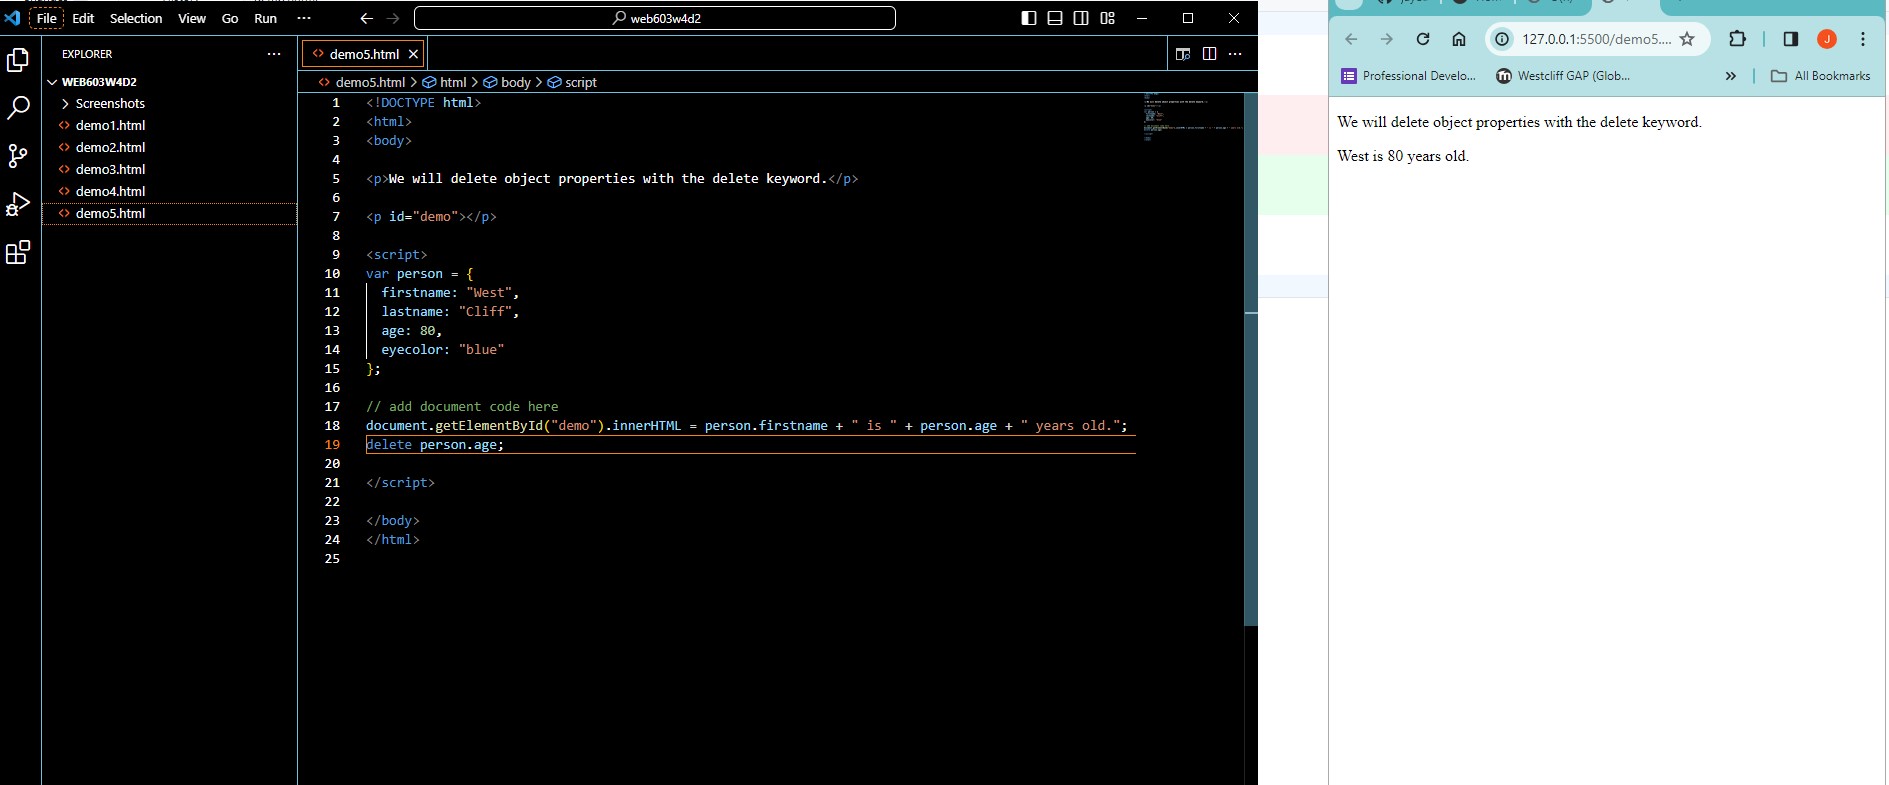 File Edit Selection View Go Run ··· web603w4d2
EXPLORER ···
WEB603W4D2
Screenshots
demo1.html
demo2.html
demo3.html
demo4.html
demo5.html
demo5.html
demo5.html > html > body > script
1 <!DOCTYPE html>
2 <html>
3 <body>
4
5 <p>We will delete object properties with the delete keyword.</p>
6
7 <p id="demo"></p>
8
9 <script>
10 var person = {
11 firstname: "West",
12 lastname: "Cliff",
13 age: 80,
14 eyecolor: "blue"
15 };
16
17 // add document code here
18 document.getElementById("demo").innerHTML = person.firstname + " is " + person.age + " years old.";
19 delete person.age;
20
21 </script>
22
23 </body>
24 </html>
25
127.0.0.1:5500/demo5.... J
Professional Develo... Westcliff GAP (Glob... » All Bookmarks
We will delete object properties with the delete keyword.
West is 80 years old.